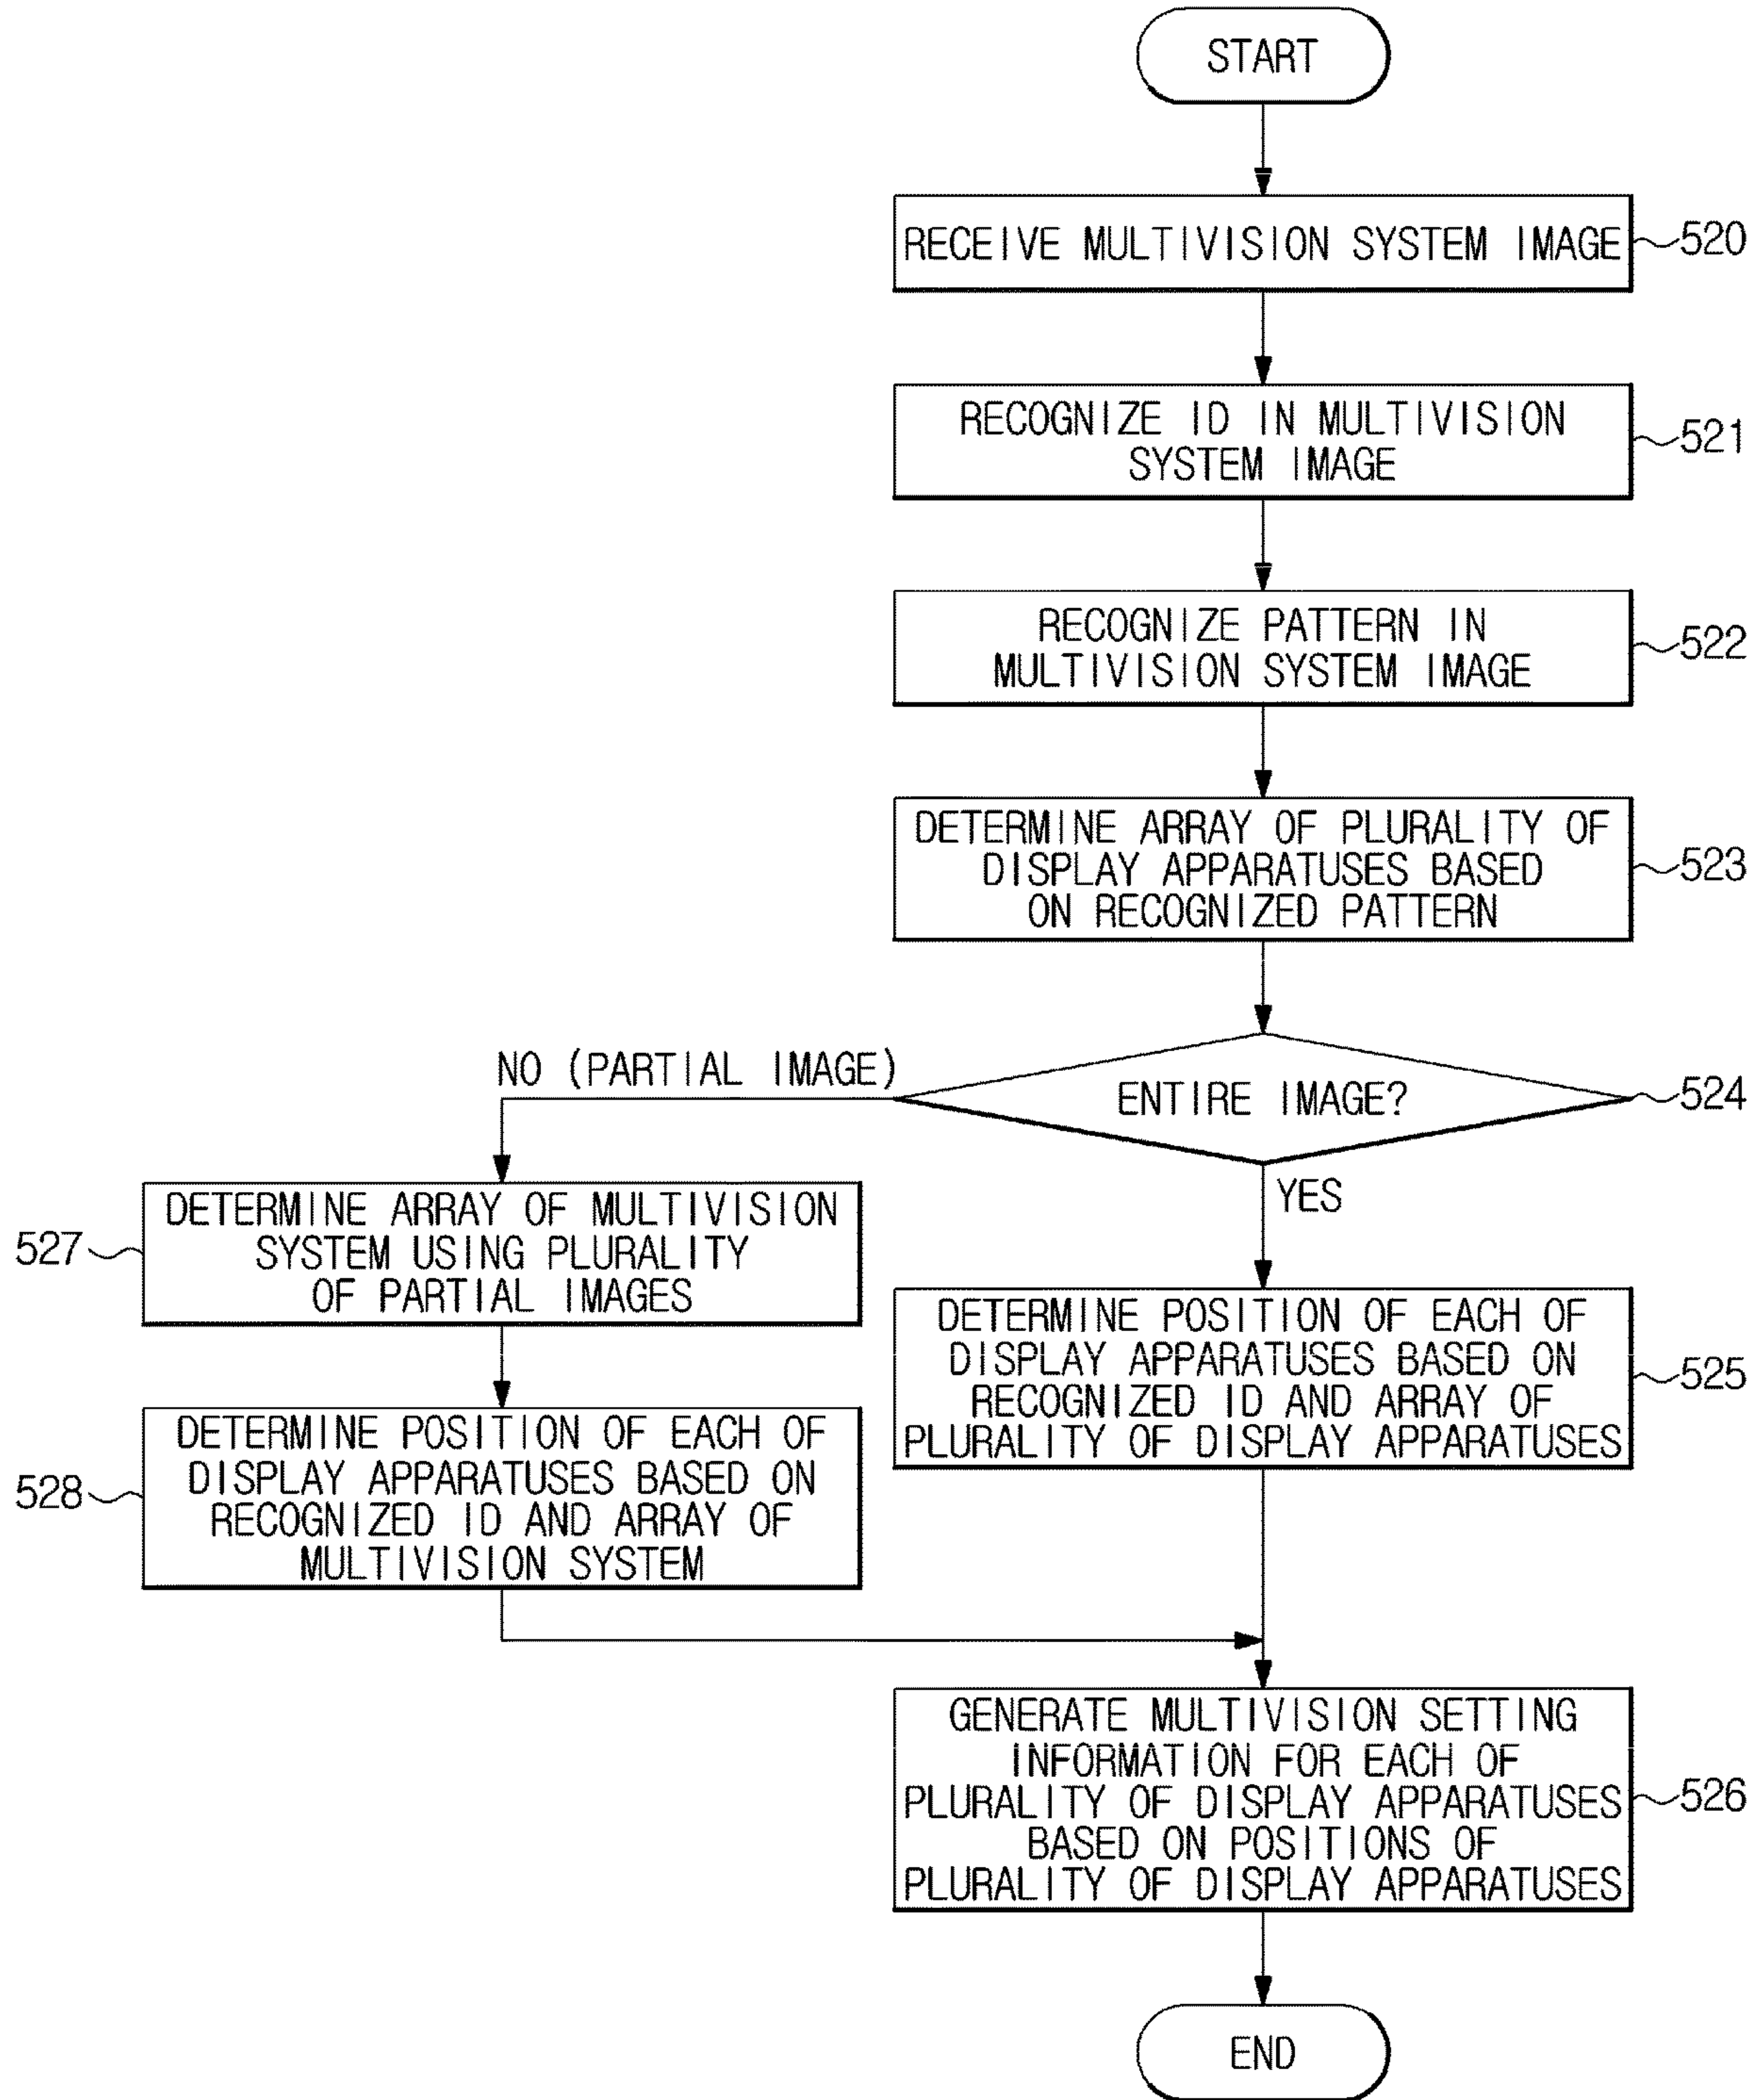 START
RECEIVE MULTIVISION SYSTEM IMAGE
520
RECOGNIZE ID IN MULTIVISION
SYSTEM IMAGE
521
RECOGNIZE PATTERN IN
MULTIVISION SYSTEM IMAGE
522
DETERMINE ARRAY OF PLURALITY OF
DISPLAY APPARATUSES BASED
ON RECOGNIZED PATTERN
523
ENTIRE IMAGE?
524
NO (PARTIAL IMAGE)
YES
DETERMINE ARRAY OF MULTIVISION
SYSTEM USING PLURALITY
OF PARTIAL IMAGES
527
DETERMINE POSITION OF EACH OF
DISPLAY APPARATUSES BASED ON
RECOGNIZED ID AND ARRAY OF
PLURALITY OF DISPLAY APPARATUSES
525
DETERMINE POSITION OF EACH OF
DISPLAY APPARATUSES BASED ON
RECOGNIZED ID AND ARRAY OF
MULTIVISION SYSTEM
528
GENERATE MULTIVISION SETTING
INFORMATION FOR EACH OF
PLURALITY OF DISPLAY APPARATUSES
BASED ON POSITIONS OF
PLURALITY OF DISPLAY APPARATUSES
526
END